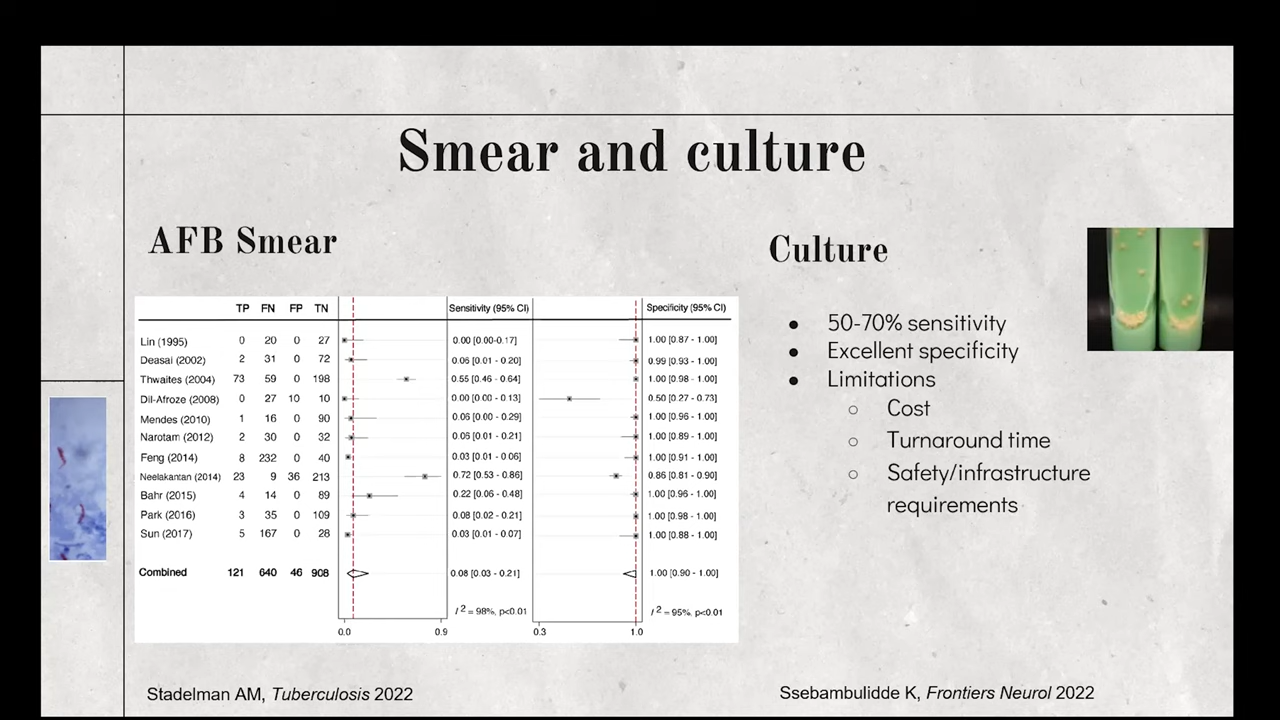 Smear and culture
AFB Smear
TP FN FP TN Sensitivity (95% CI) Specificity (95% CI)
Lin (1995) 0 20 0 27 0.00 [0.00-0.17] 1.00 [0.87 - 1.00]
Deasai (2002) 2 31 0 72 0.06 [0.01 - 0.20] 0.99 [0.93 - 1.00]
Thwaites (2004) 73 59 0 198 0.55 [0.46 - 0.64] 1.00 [0.98 - 1.00]
Dil-Afroze (2008) 0 27 10 10 0.00 [0.00 - 0.13] 0.50 [0.27 - 0.73]
Mendes (2010) 1 16 0 90 0.06 [0.00 - 0.29] 1.00 [0.96 - 1.00]
Narotam (2012) 2 30 0 32 0.06 [0.01 - 0.21] 1.00 [0.89 - 1.00]
Feng (2014) 8 232 0 40 0.03 [0.01 - 0.06] 1.00 [0.91 - 1.00]
Neelakantan (2014) 23 9 36 213 0.72 [0.53 - 0.86] 0.86 [0.81 - 0.90]
Bahr (2015) 4 14 0 89 0.22 [0.06 - 0.48] 1.00 [0.96 - 1.00]
Park (2016) 3 35 0 109 0.08 [0.02 - 0.21] 1.00 [0.98 - 1.00]
Sun (2017) 5 167 0 28 0.03 [0.01 - 0.07] 1.00 [0.88 - 1.00]
Combined 121 640 46 908 0.08 [0.03 - 0.21] 1.00 [0.90 - 1.00]
I² = 98%, p<0.01 I² = 95%, p<0.01
0.0 0.9 0.3 1.0
Stadelman AM, Tuberculosis 2022
Culture
● 50-70% sensitivity
● Excellent specificity
● Limitations
○ Cost
○ Turnaround time
○ Safety/infrastructure
requirements
Ssebambulidde K, Frontiers Neurol 2022